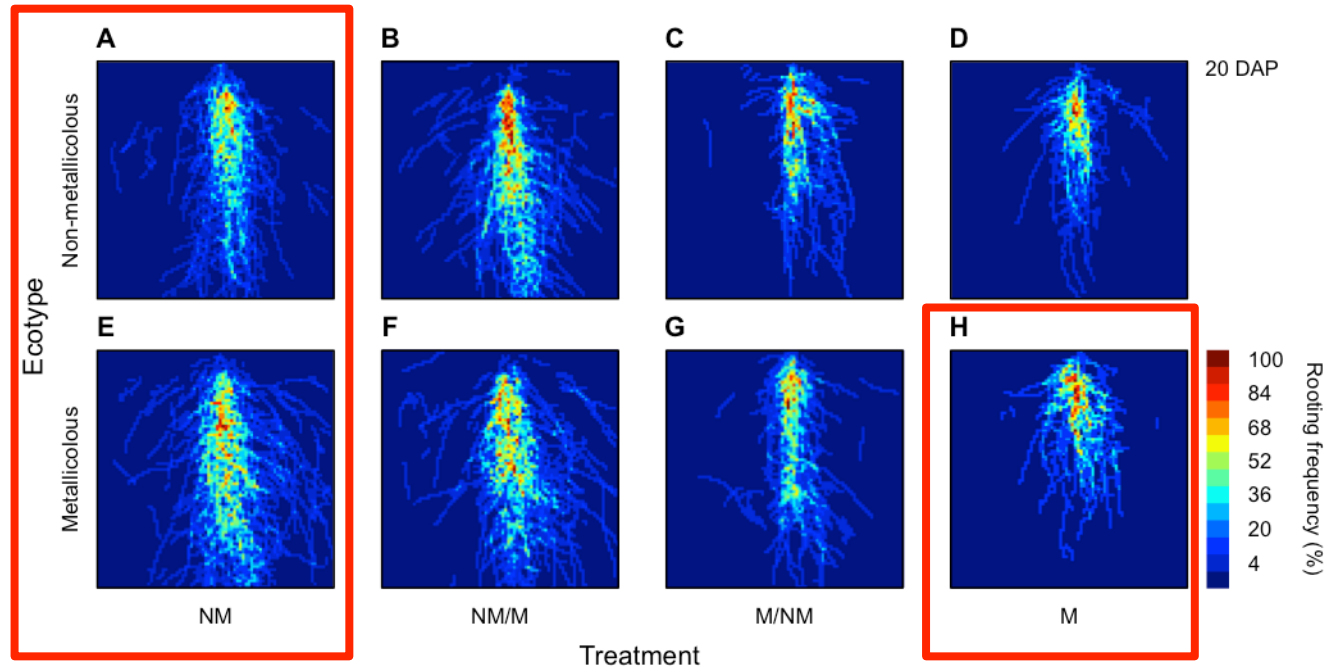 A
B
C
D
20 DAP
Non-metallicolous
Ecotype
E
F
G
H
Metallicolous
100
84
68
52
36
20
4
Rooting frequency (%)
NM
NM/M
M/NM
M
Treatment